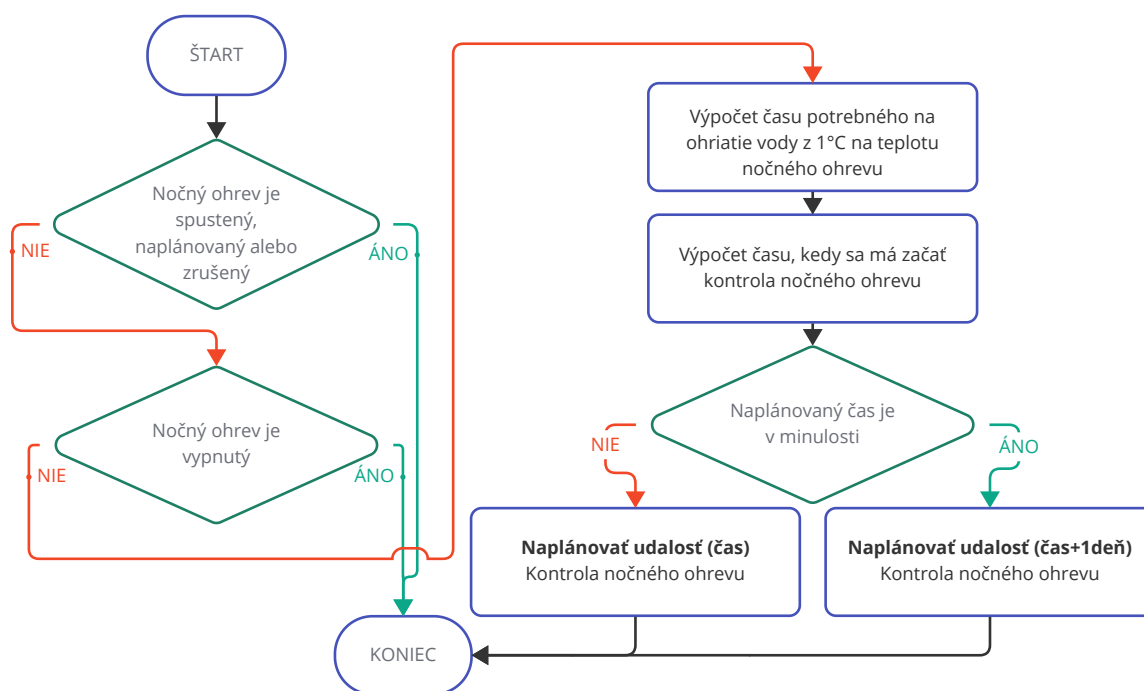 ŠTART
Nočný ohrev je
spustený,
naplánovaný alebo
zrušený
NIE
ÁNO
Nočný ohrev je
vypnutý
NIE
ÁNO
Výpočet času potrebného na
ohriatie vody z 1°C na teplotu
nočného ohrevu
Výpočet času, kedy sa má začať
kontrola nočného ohrevu
Naplánovaný čas je
v minulosti
NIE
ÁNO
Naplánovať udalosť (čas)
Kontrola nočného ohrevu
Naplánovať udalosť (čas+1deň)
Kontrola nočného ohrevu
KONIEC